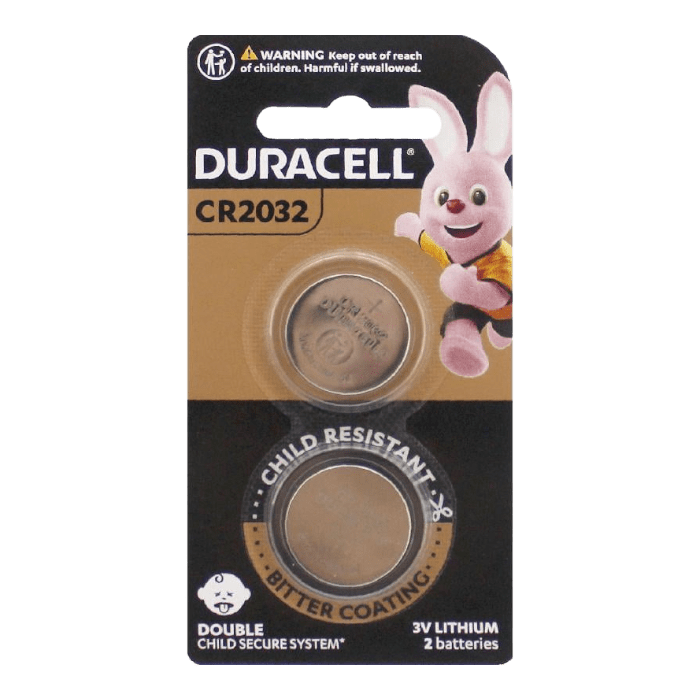 ⚠ WARNING Keep out of reach
of children. Harmful if swallowed.
DURACELL®
CR2032
CHILD RESISTANT
BITTER COATING
DOUBLE
CHILD SECURE SYSTEM*
3V LITHIUM
2 batteries